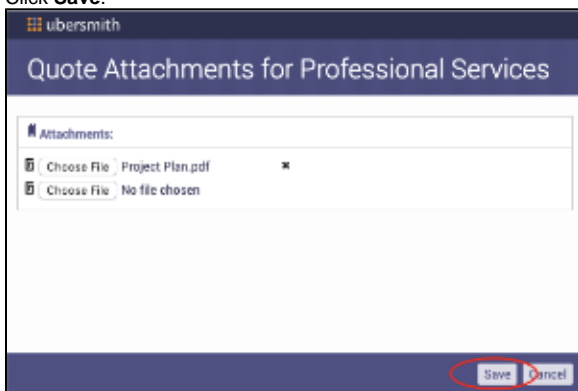 Click Save.
ubersmith
Quote Attachments for Professional Services
Attachments:
Choose File Project Plan.pdf
Choose File No file chosen
Save Cancel